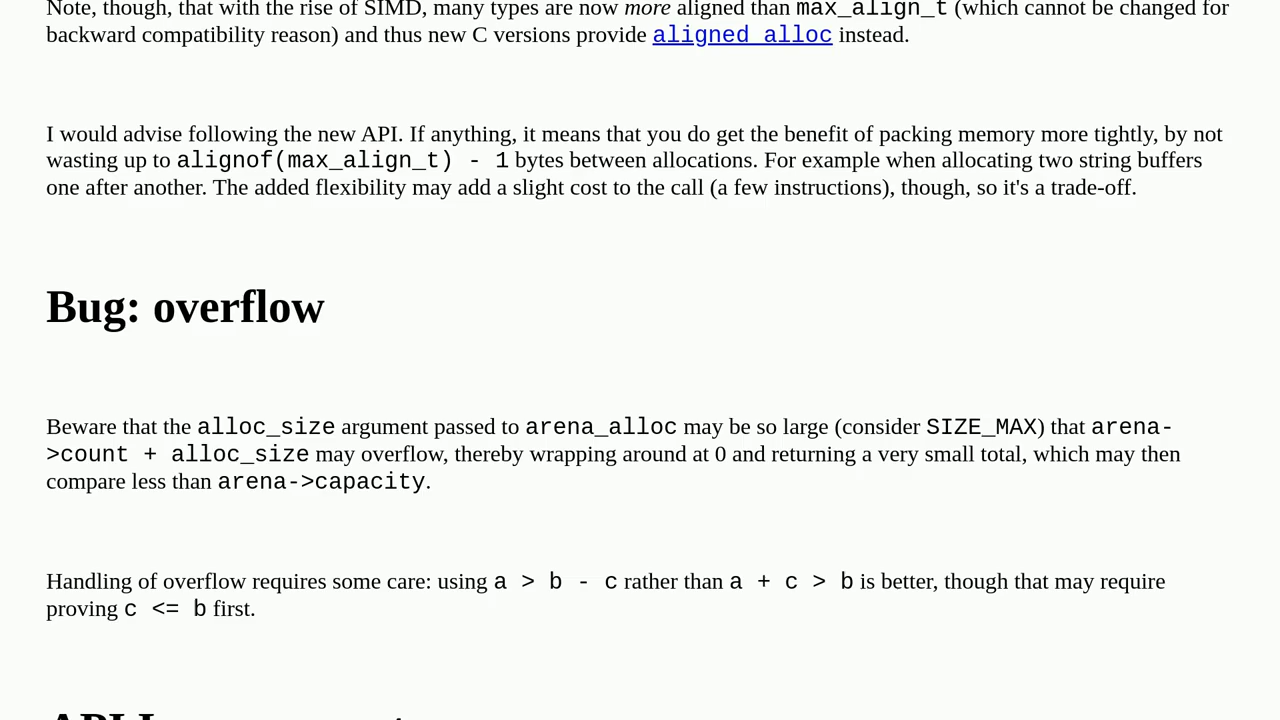 Note, though, that with the rise of SIMD, many types are now more aligned than max_align_t (which cannot be changed for
backward compatibility reason) and thus new C versions provide aligned_alloc instead.
I would advise following the new API. If anything, it means that you do get the benefit of packing memory more tightly, by not
wasting up to alignof(max_align_t) - 1 bytes between allocations. For example when allocating two string buffers
one after another. The added flexibility may add a slight cost to the call (a few instructions), though, so it's a trade-off.
Bug: overflow
Beware that the alloc_size argument passed to arena_alloc may be so large (consider SIZE_MAX) that arena-
>count + alloc_size may overflow, thereby wrapping around at 0 and returning a very small total, which may then
compare less than arena->capacity.
Handling of overflow requires some care: using a > b - c rather than a + c > b is better, though that may require
proving c <= b first.